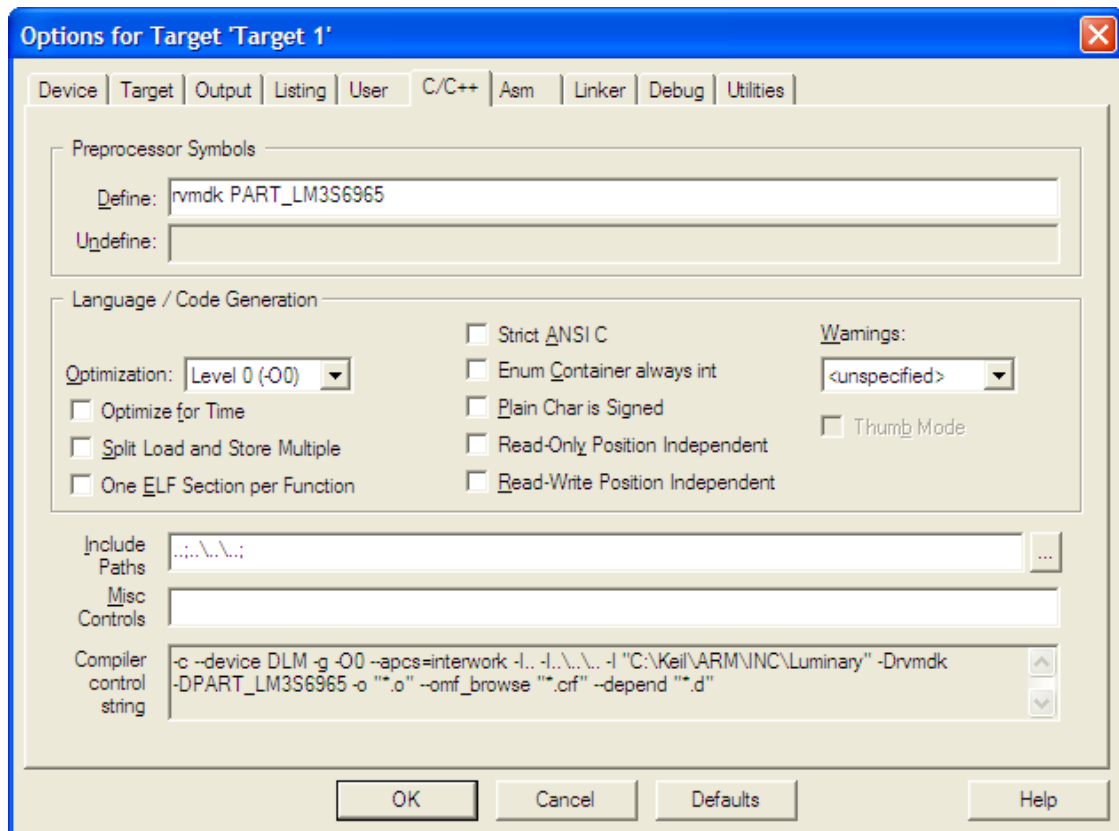 Options for Target 'Target 1'
Device Target Output Listing User C/C++ Asm Linker Debug Utilities
Preprocessor Symbols
Define: rvmdk PART_LM3S6965
Undefine:
Language / Code Generation
Strict ANSI C
Warnings:
Optimization: Level 0 (-O0)
Enum Container always int
<unspecified>
Optimize for Time
Plain Char is Signed
Thumb Mode
Split Load and Store Multiple
Read-Only Position Independent
One ELF Section per Function
Read-Write Position Independent
Include
Paths
..;..\..\..;
...
Misc
Controls
Compiler
control
string
-c --device DLM -g -O0 --apcs=interwork -I.. -I..\..\.. -I "C:\Keil\ARM\INC\Luminary" -Drvmdk
-DPART_LM3S6965 -o "*.o" --omf_browse "*.crf" --depend "*.d"
OK Cancel Defaults Help